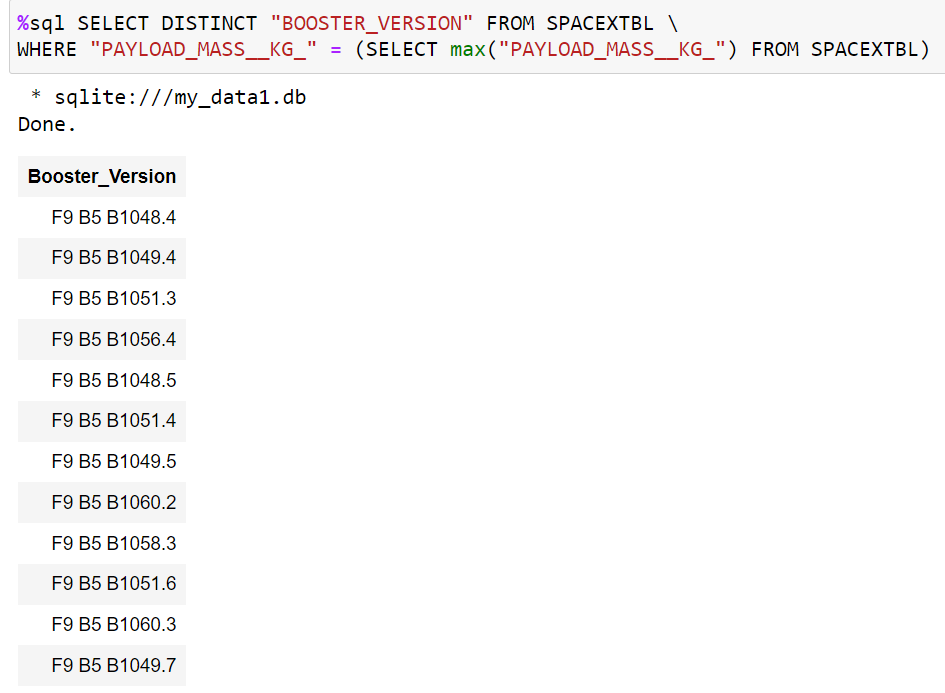 %sql SELECT DISTINCT "BOOSTER_VERSION" FROM SPACEXTBL \
WHERE "PAYLOAD_MASS__KG_" = (SELECT max("PAYLOAD_MASS__KG_") FROM SPACEXTBL)
* sqlite:///my_data1.db
Done.
Booster_Version
F9 B5 B1048.4
F9 B5 B1049.4
F9 B5 B1051.3
F9 B5 B1056.4
F9 B5 B1048.5
F9 B5 B1051.4
F9 B5 B1049.5
F9 B5 B1060.2
F9 B5 B1058.3
F9 B5 B1051.6
F9 B5 B1060.3
F9 B5 B1049.7